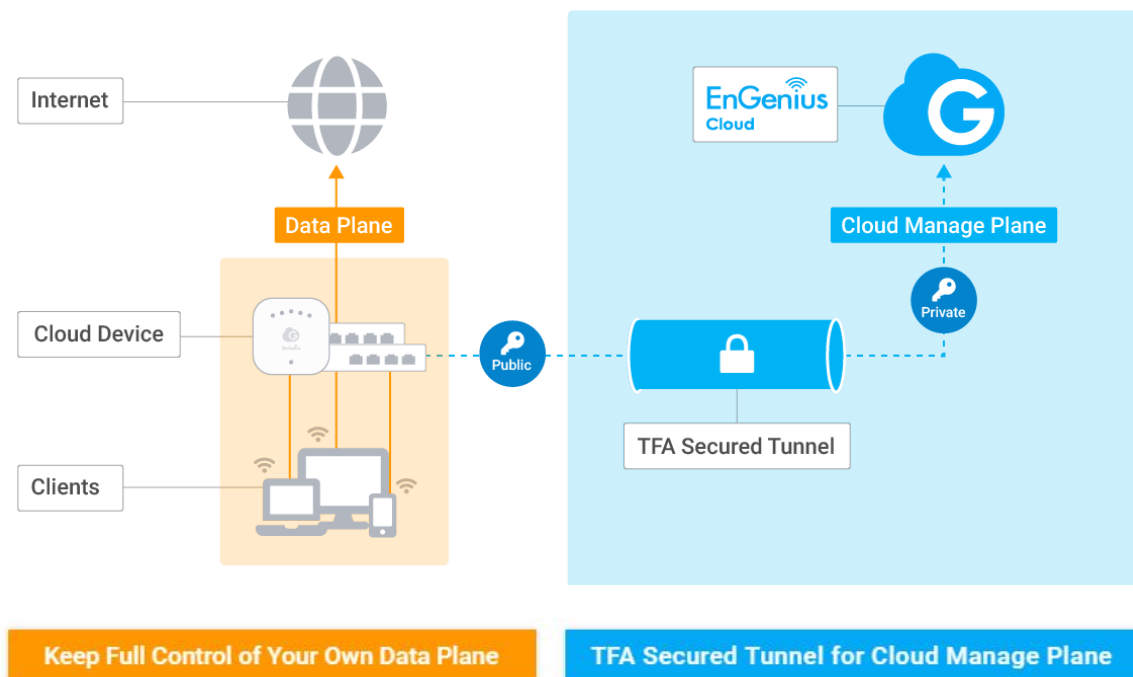 Internet
EnGenius
Cloud
Data Plane
Cloud Manage Plane
Private
Cloud Device
Public
TFA Secured Tunnel
Clients
Keep Full Control of Your Own Data Plane
TFA Secured Tunnel for Cloud Manage Plane